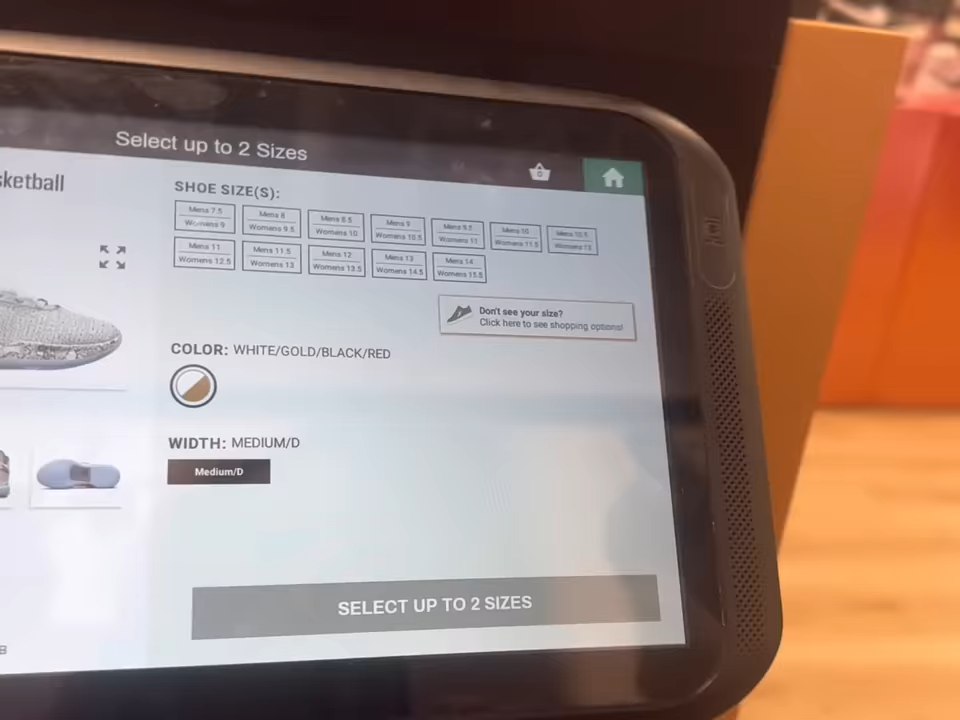 Select up to 2 Sizes
0
sketball
SHOE SIZE(S):
Mens 7.5 Mens 8 Mens 8.5 Mens 9 Mens 9.5 Mens 10 Mens 10.5
Womens 9 Womens 9.5 Womens 10 Womens 10.5 Womens 11 Womens 11.5 Womens 12
Mens 11 Mens 11.5 Mens 12 Mens 13 Mens 14
Womens 12.5 Womens 13 Womens 13.5 Womens 14.5 Womens 15.5
Don't see your size?
Click here to see shopping options!
COLOR: WHITE/GOLD/BLACK/RED
WIDTH: MEDIUM/D
Medium/D
SELECT UP TO 2 SIZES
B